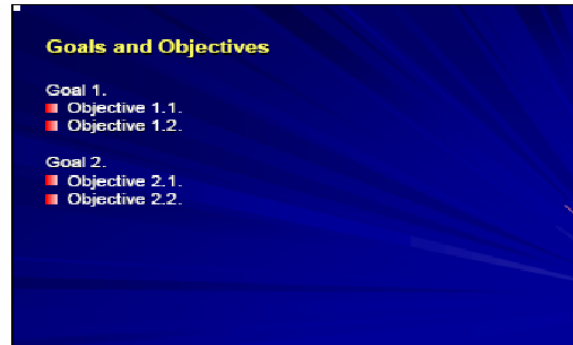 Goals and Objectives
Goal 1.
Objective 1.1.
Objective 1.2.
Goal 2.
Objective 2.1.
Objective 2.2.